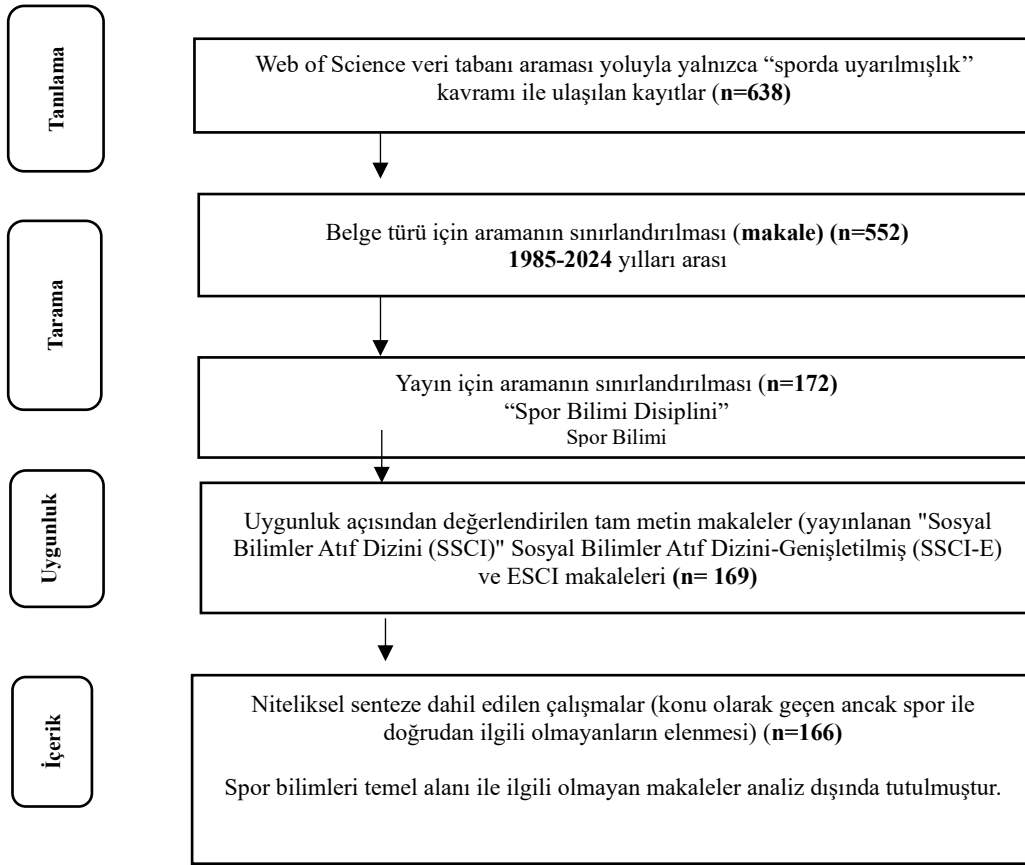 Tanılama
Web of Science veri tabanı araması yoluyla yalnızca “sporda uyarılmışlık’’
kavramı ile ulaşılan kayıtlar (n=638)
Tarama
Belge türü için aramanın sınırlandırılması (makale) (n=552)
1985-2024 yılları arası
Yayın için aramanın sınırlandırılması (n=172)
“Spor Bilimi Disiplini”
Spor Bilimi
Uygunluk
Uygunluk açısından değerlendirilen tam metin makaleler (yayınlanan "Sosyal
Bilimler Atıf Dizini (SSCI)" Sosyal Bilimler Atıf Dizini-Genişletilmiş (SSCI-E)
ve ESCI makaleleri (n= 169)
İçerik
Niteliksel senteze dahil edilen çalışmalar (konu olarak geçen ancak spor ile
doğrudan ilgili olmayanların elenmesi) (n=166)
Spor bilimleri temel alanı ile ilgili olmayan makaleler analiz dışında tutulmuştur.